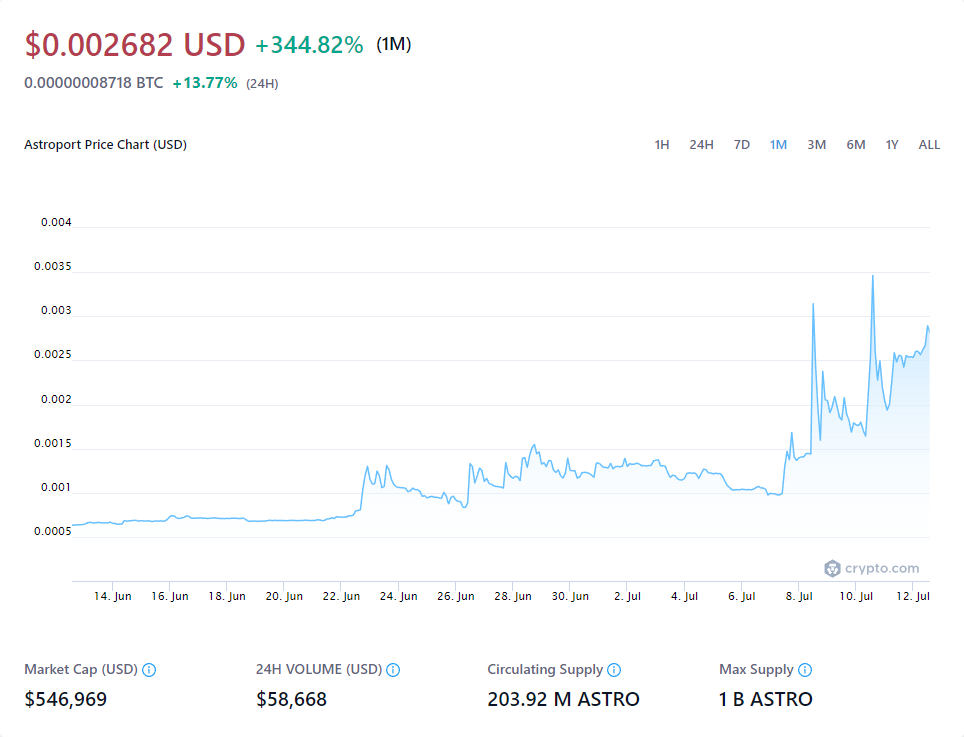 $0.002682 USD +344.82% (1M)
0.00000008718 BTC +13.77% (24H)
Astroport Price Chart (USD) 1H 24H 7D 1M 3M 6M 1Y ALL
0.004
0.0035
0.003
0.0025
0.002
0.0015
0.001
0.0005
crypto.com
14. Jun 16. Jun 18. Jun 20. Jun 22. Jun 24. Jun 26. Jun 28. Jun 30. Jun 2. Jul 4. Jul 6. Jul 8. Jul 10. Jul 12. Jul
Market Cap (USD) 24H VOLUME (USD) Circulating Supply Max Supply
$546,969 $58,668 203.92 M ASTRO 1 B ASTRO